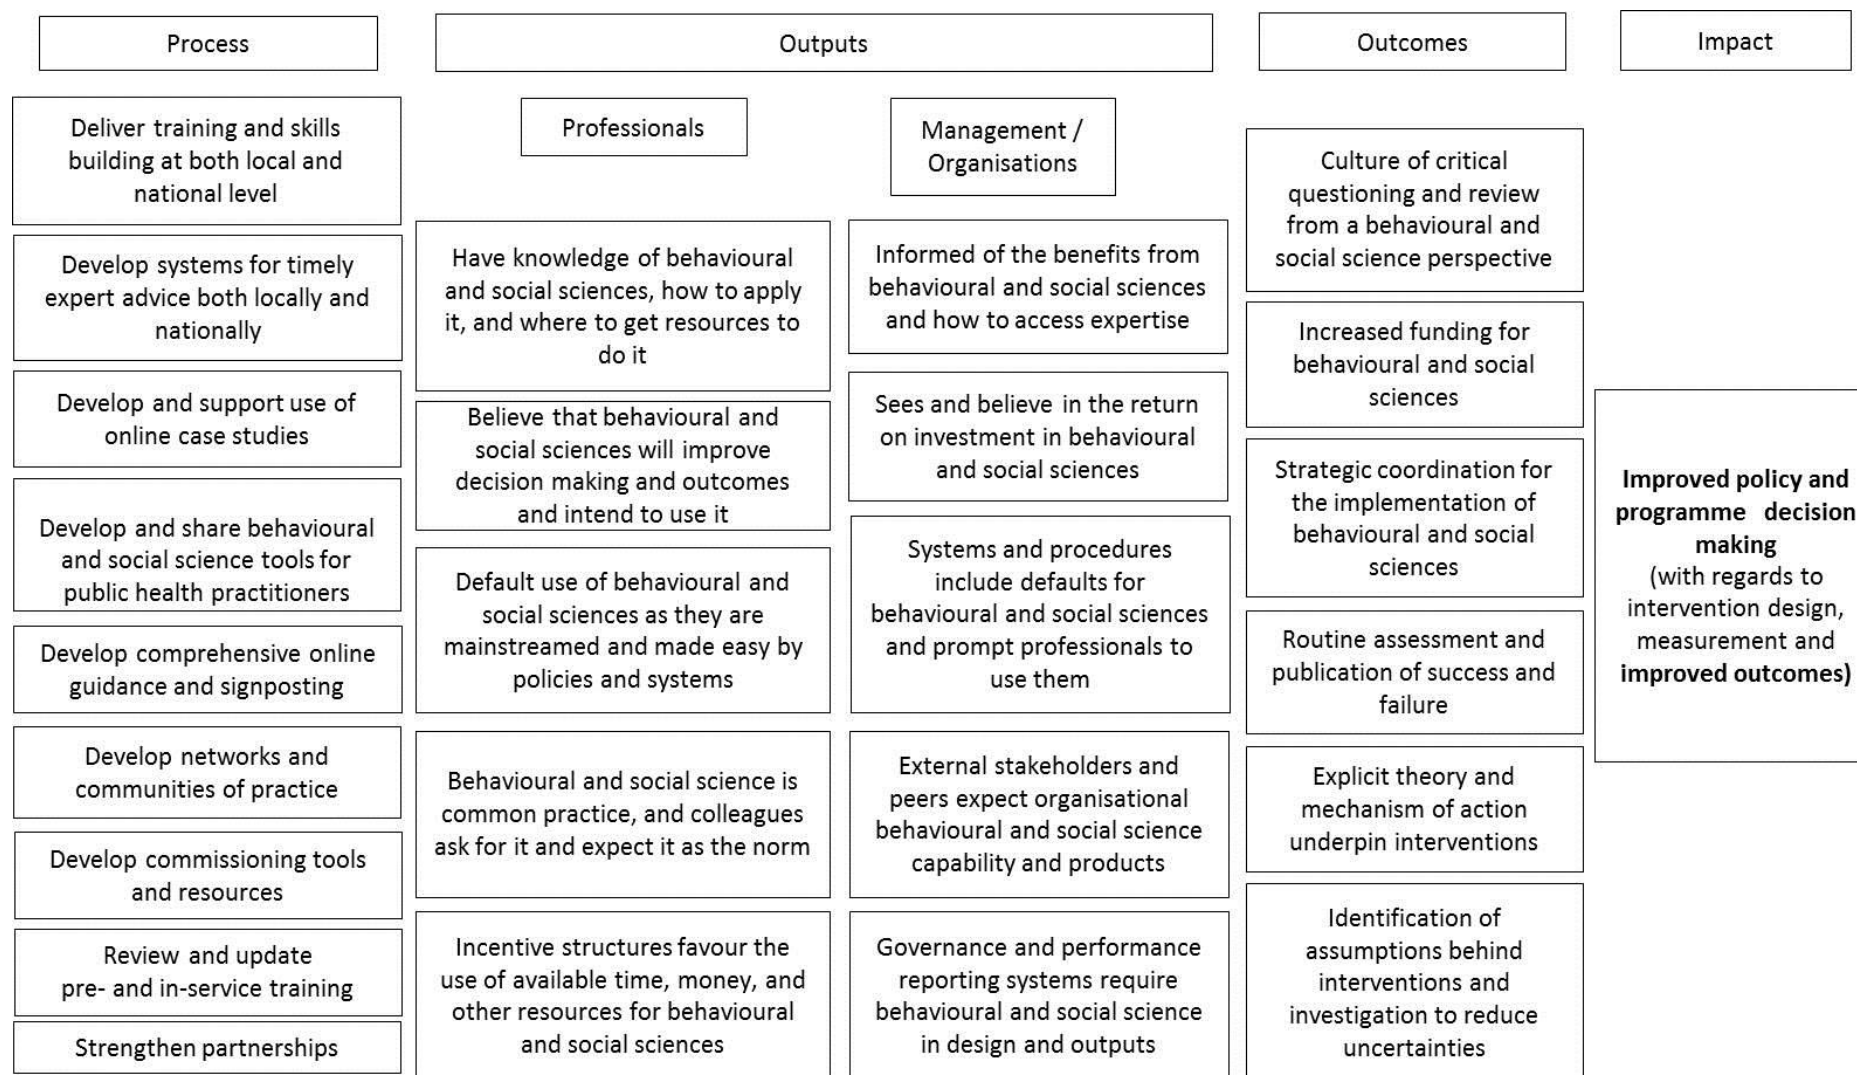 Process
Outputs
Outcomes
Impact
Deliver training and skills
building at both local and
national level
Develop systems for timely
expert advice both locally and
nationally
Develop and support use of
online case studies
Develop and share behavioural
and social science tools for
public health practitioners
Develop comprehensive online
guidance and signposting
Develop networks and
communities of practice
Develop commissioning tools
and resources
Review and update
pre- and in-service training
Strengthen partnerships
Professionals
Have knowledge of behavioural
and social sciences, how to apply
it, and where to get resources to
do it
Believe that behavioural and
social sciences will improve
decision making and outcomes
and intend to use it
Default use of behavioural and
social sciences as they are
mainstreamed and made easy by
policies and systems
Behavioural and social science is
common practice, and colleagues
ask for it and expect it as the norm
Incentive structures favour the
use of available time, money, and
other resources for behavioural
and social sciences
Management /
Organisations
Informed of the benefits from
behavioural and social sciences
and how to access expertise
Sees and believe in the return
on investment in behavioural
and social sciences
Systems and procedures
include defaults for
behavioural and social sciences
and prompt professionals to
use them
External stakeholders and
peers expect organisational
behavioural and social science
capability and products
Governance and performance
reporting systems require
behavioural and social science
in design and outputs
Culture of critical
questioning and review
from a behavioural and
social science perspective
Increased funding for
behavioural and social
sciences
Strategic coordination for
the implementation of
behavioural and social
sciences
Routine assessment and
publication of success and
failure
Explicit theory and
mechanism of action
underpin interventions
Identification of
assumptions behind
interventions and
investigation to reduce
uncertainties
Improved policy and
programme decision
making
(with regards to
intervention design,
measurement and
improved outcomes)